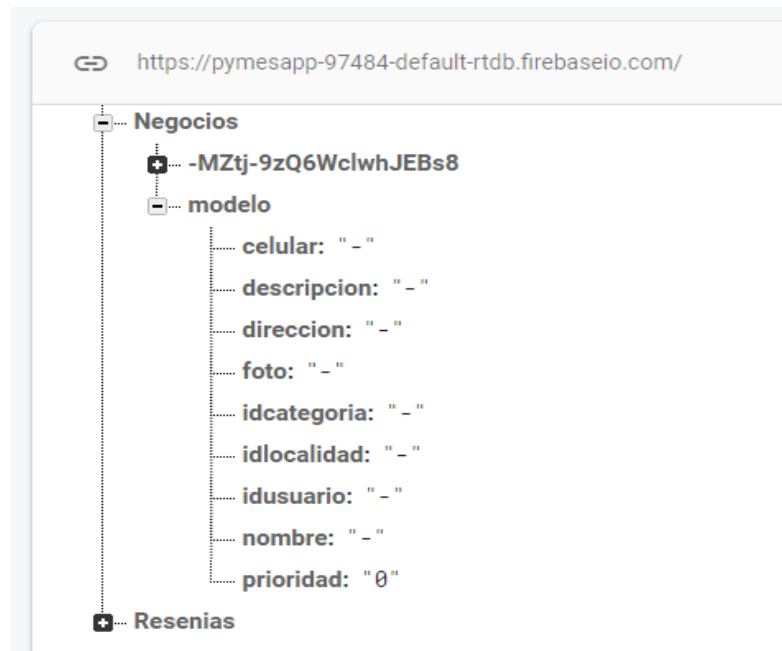 https://pymesapp-97484-default-rtdb.firebaseio.com/
Negocios
-MZtj-9zQ6WclwhJEBs8
modelo
celular: "-"
descripcion: "-"
direccion: "-"
foto: "-"
idcategoria: "-"
idlocalidad: "-"
idusuario: "-"
nombre: "-"
prioridad: "0"
Resenias